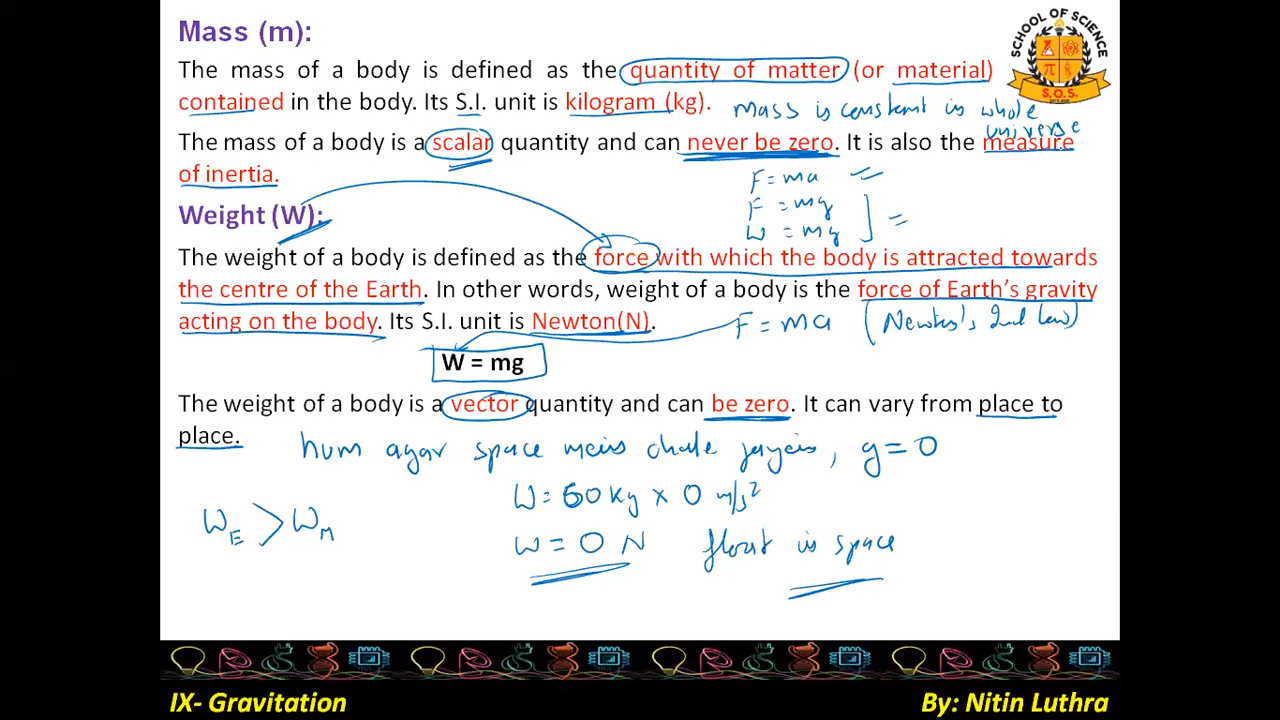 Mass (m):
SCHOOL OF SCIENCE
S.O.S.
The mass of a body is defined as the quantity of matter (or material)
contained in the body. Its S.I. unit is kilogram (kg).
mass is constant in whole
universe
The mass of a body is a scalar quantity and can never be zero. It is also the measure
of inertia.
F = ma
F = mg
W = mg
Weight (W):
The weight of a body is defined as the force with which the body is attracted towards
the centre of the Earth. In other words, weight of a body is the force of Earth's gravity
acting on the body. Its S.I. unit is Newton(N).
F = ma (Newton's 2nd law)
W = mg
The weight of a body is a vector quantity and can be zero. It can vary from place to
place.
hum agar space mein chale jayein, g = 0
W = 60 kg x 0 m/s²
W = 0 N float in space
W_E > W_M
IX- Gravitation
By: Nitin Luthra